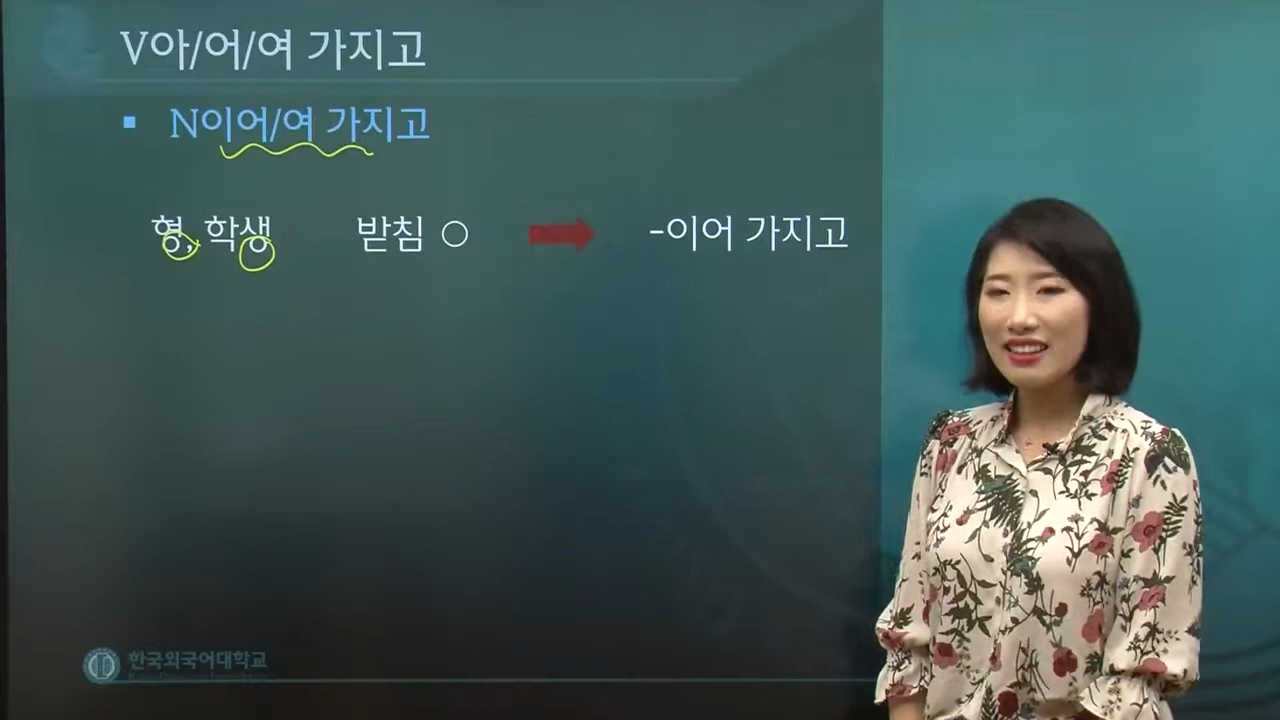 V아/어/여 가지고
▪ N이어/여 가지고
형, 학생 받침 ○ → -이어 가지고
한국외국어대학교